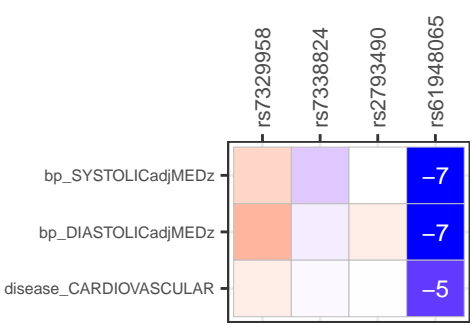 rs7329958
rs7338824
rs2793490
rs61948065
bp_SYSTOLICadjMEDz
−7
bp_DIASTOLICadjMEDz
−7
disease_CARDIOVASCULAR
−5